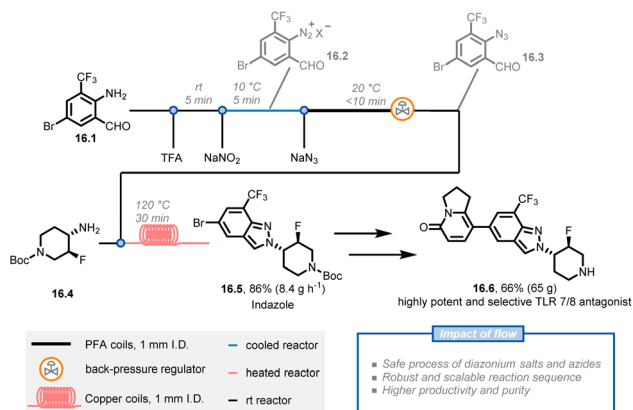 CF₃
N₂ X⁻
+
16.2
Br
CHO
CF₃
N₃
16.3
Br
CHO
CF₃
NH₂
Br
CHO
16.1
rt
5 min
10 °C
5 min
20 °C
<10 min
TFA
NaNO₂
NaN₃
NH₂
BocN
F
16.4
120 °C
30 min
CF₃
Br
N
N
F
N
Boc
16.5, 86% (8.4 g h⁻¹)
Indazole
N
O
CF₃
N
N
F
NH
16.6, 66% (65 g)
highly potent and selective TLR 7/8 antagonist
PFA coils, 1 mm I.D.
cooled reactor
back-pressure regulator
heated reactor
Copper coils, 1 mm I.D.
rt reactor
Impact of flow
Safe process of diazonium salts and azides
Robust and scalable reaction sequence
Higher productivity and purity